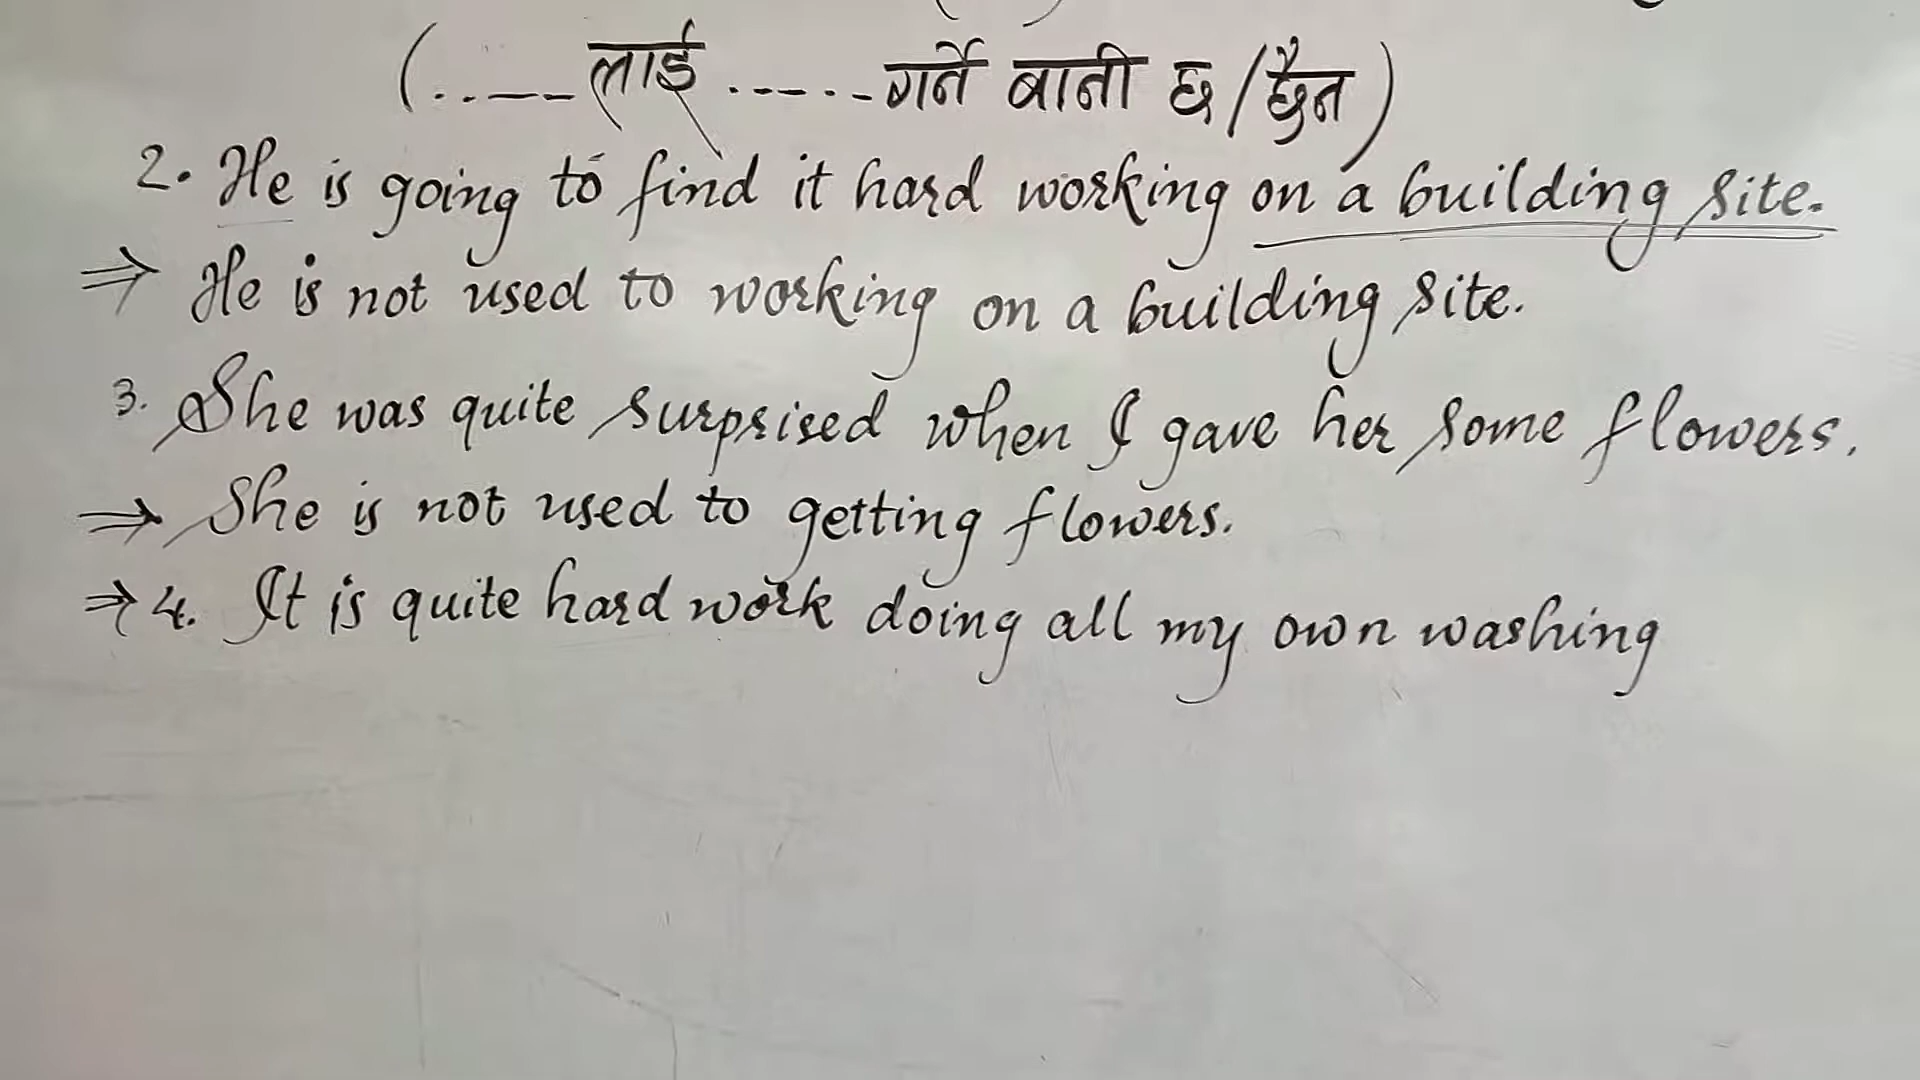 (..---लाई.-----गर्ने बानी छ/छैन)
2. He is going to find it hard working on a building site.
⇒ He is not used to working on a building site.
3. She was quite surprised when I gave her some flowers.
⇒ She is not used to getting flowers.
⇒ 4. It is quite hard work doing all my own washing